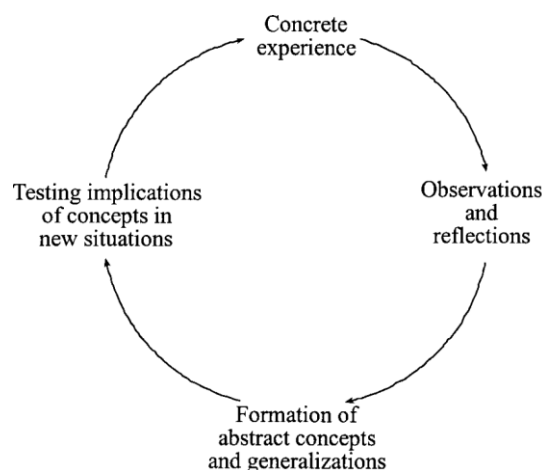 Concrete
experience
Observations
and
reflections
Formation of
abstract concepts
and generalizations
Testing implications
of concepts in
new situations